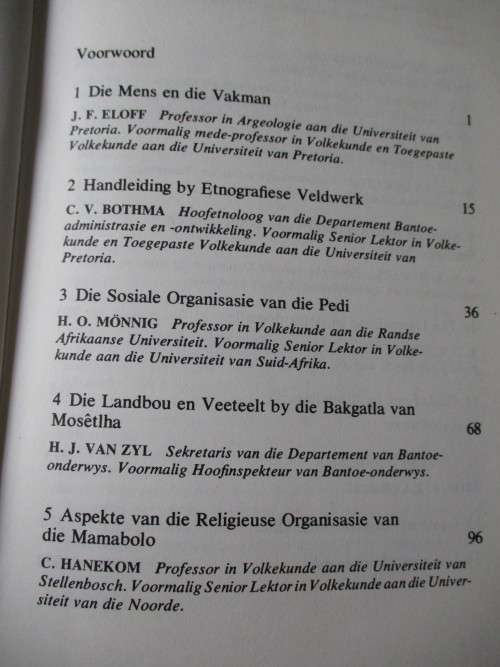 Voorwoord
1 Die Mens en die Vakman
J. F. ELOFF Professor in Argeologie aan die Universiteit van 1
Pretoria. Voormalig mede-professor in Volkekunde en Toegepaste
Volkekunde aan die Universiteit van Pretoria.
2 Handleiding by Etnografiese Veldwerk 15
C. V. BOTHMA Hoofetnoloog van die Departement Bantoe-
administrasie en -ontwikkeling. Voormalig Senior Lektor in Volke-
kunde en Toegepaste Volkekunde aan die Universiteit van
Pretoria.
3 Die Sosiale Organisasie van die Pedi 36
H. O. MÖNNIG Professor in Volkekunde aan die Randse
Afrikaanse Universiteit. Voormalig Senior Lektor in Volke-
kunde aan die Universiteit van Suid-Afrika.
4 Die Landbou en Veeteelt by die Bakgatla van
Mosêtlha 68
H. J. VAN ZYL Sekretaris van die Departement van Bantoe-
onderwys. Voormalig Hoofinspekteur van Bantoe-onderwys.
5 Aspekte van die Religieuse Organisasie van
die Mamabolo 96
C. HANEKOM Professor in Volkekunde aan die Universiteit van
Stellenbosch. Voormalig Senior Lektor in Volkekunde aan die Univer-
siteit van die Noorde.